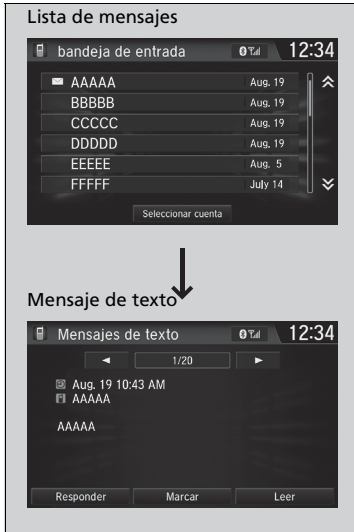 Lista de mensajes
bandeja de entrada 12:34
AAAAA Aug. 19
BBBBB Aug. 19
CCCCC Aug. 19
DDDDD Aug. 19
EEEEE Aug. 5
FFFFF July 14
Seleccionar cuenta
Mensaje de texto
Mensajes de texto 12:34
1/20
Aug. 19 10:43 AM
AAAAA
AAAAA
Responder Marcar Leer